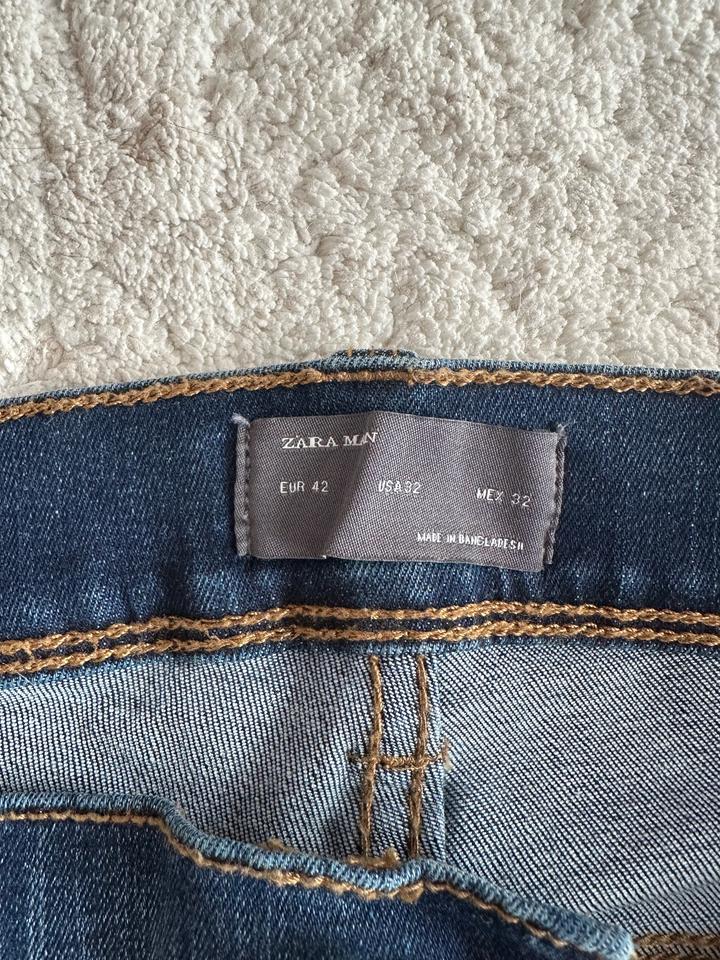 ZARA MAN
EUR 42 USA 32 MEX 32
MADE IN BANGLADESH